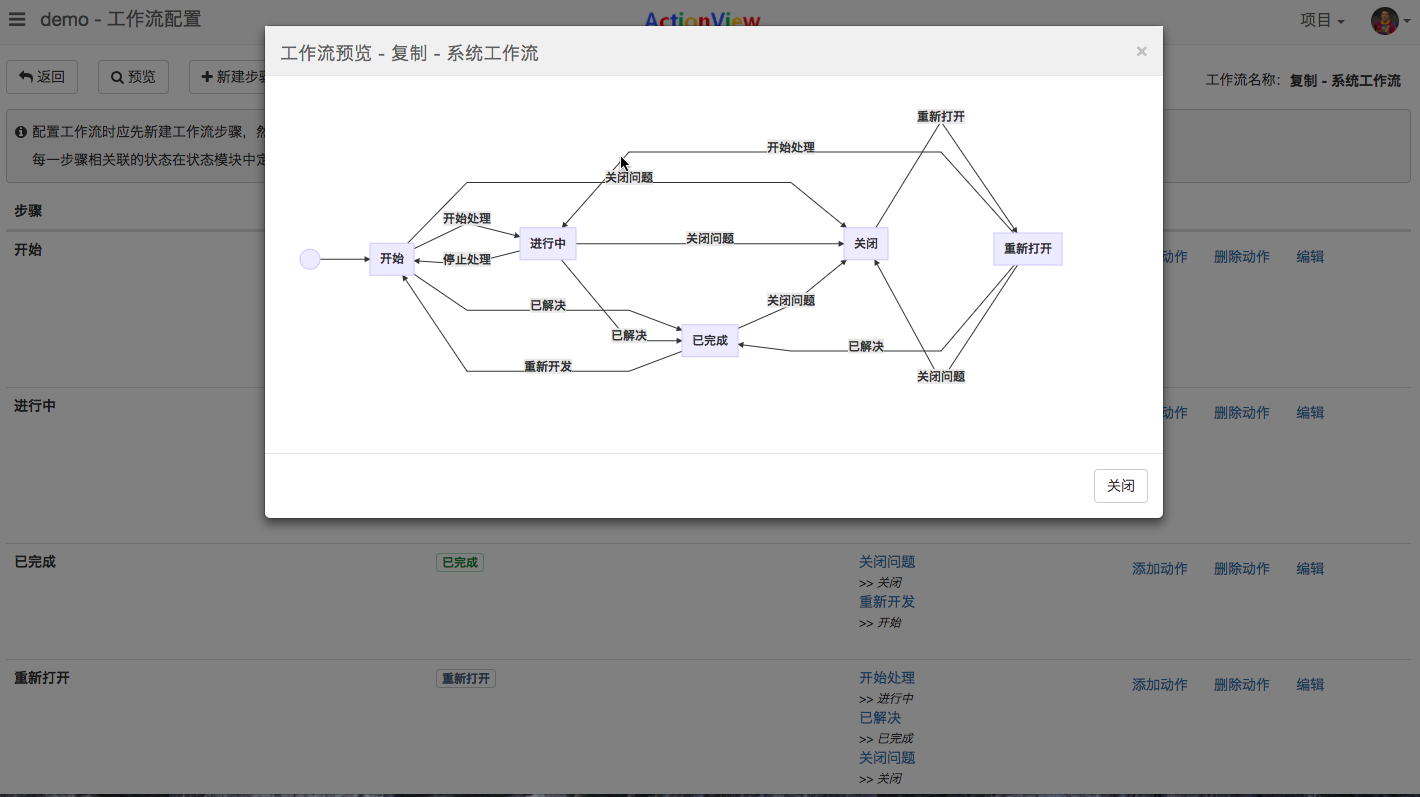 demo - 工作流配置
ActionView
项目
返回
预览
新建步骤
工作流名称：
复制 - 系统工作流
配置工作流时应先新建工作流步骤，
每一步骤相关联的状态在状态模块中定
工作流预览 - 复制 - 系统工作流
×
重新打开
开始处理
关闭问题
开始处理
关闭问题
进行中
关闭
重新打开
开始
停止处理
关闭问题
已解决
已解决
已完成
已解决
重新开发
关闭问题
关闭
步骤
开始
动作
删除动作
编辑
进行中
动作
删除动作
编辑
已完成
已完成
关闭问题
>> 关闭
重新开发
>> 开始
添加动作
删除动作
编辑
重新打开
重新打开
开始处理
>> 进行中
已解决
>> 已完成
关闭问题
>> 关闭
添加动作
删除动作
编辑